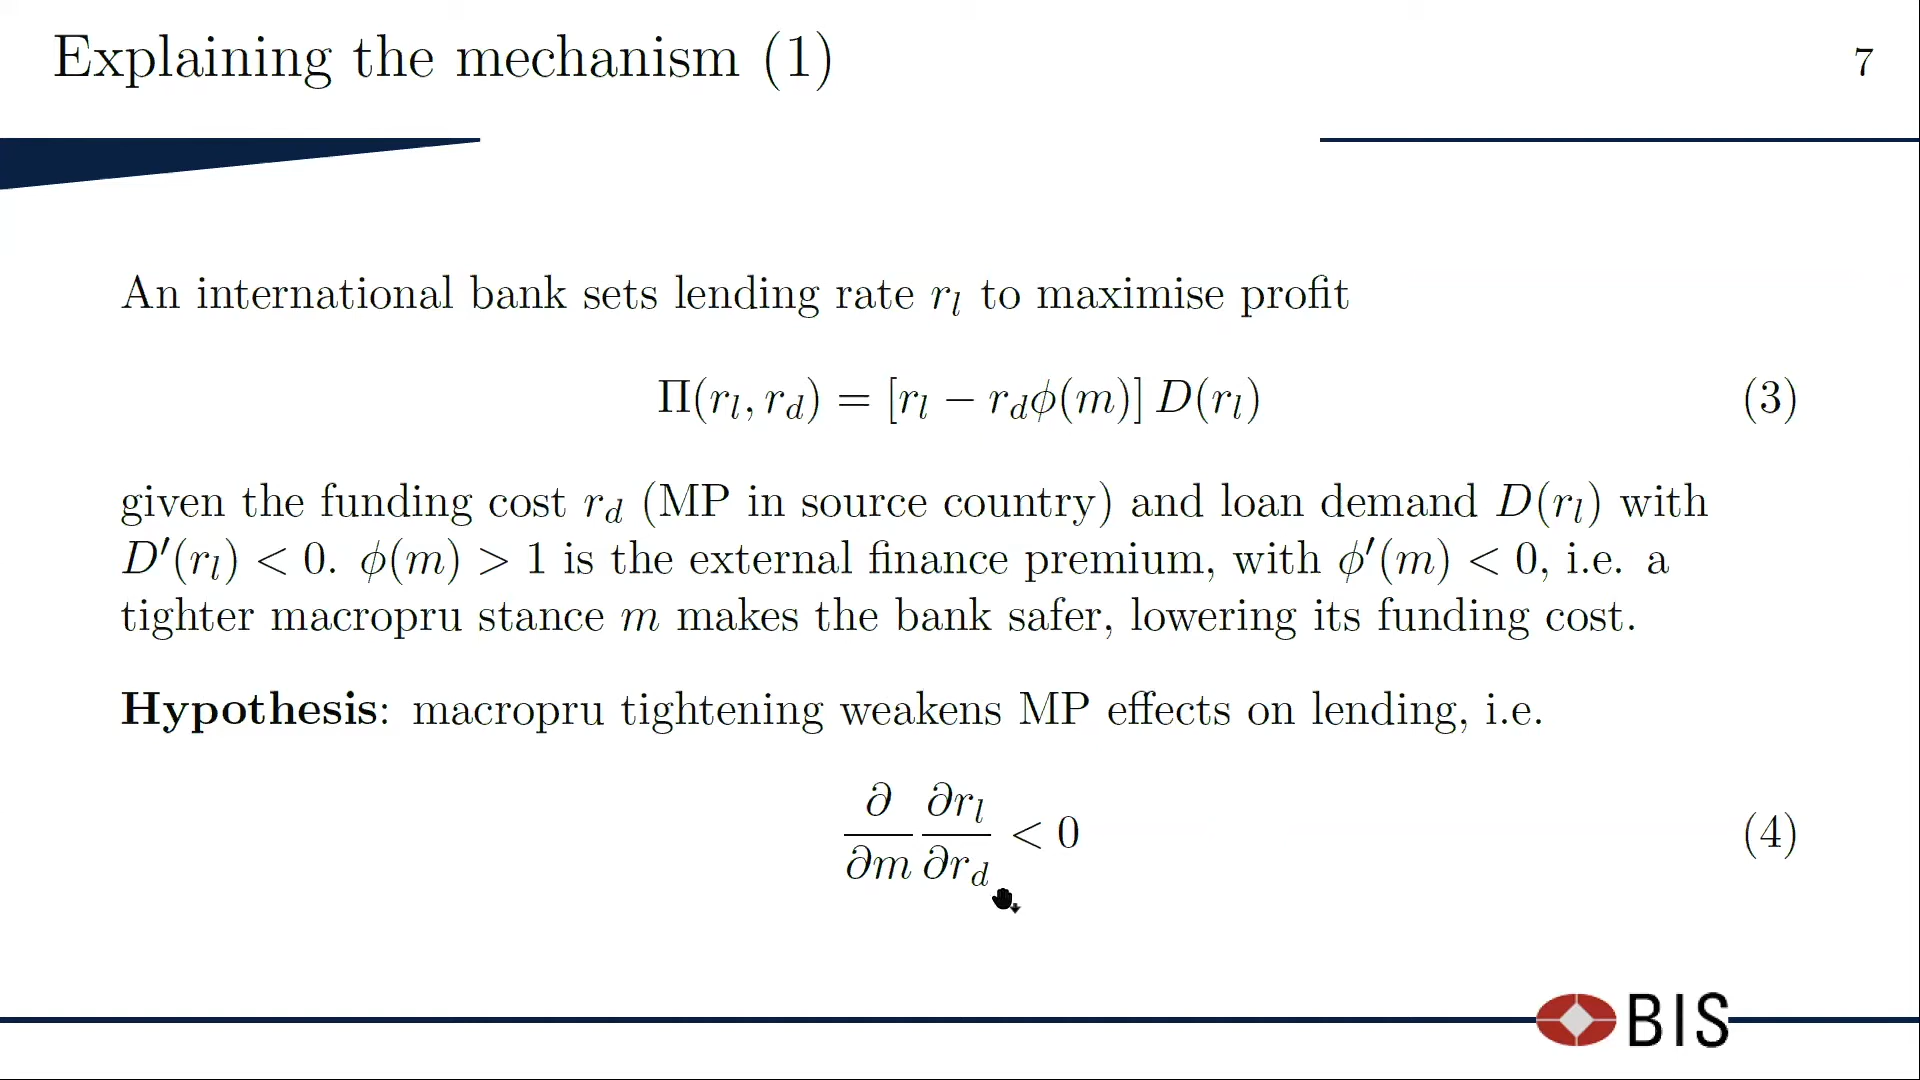 Explaining the mechanism (1)
7
An international bank sets lending rate r_l to maximise profit
Π(r_l, r_d) = [r_l − r_dϕ(m)] D(r_l) (3)
given the funding cost r_d (MP in source country) and loan demand D(r_l) with
D′(r_l) < 0. ϕ(m) > 1 is the external finance premium, with ϕ′(m) < 0, i.e. a
tighter macropru stance m makes the bank safer, lowering its funding cost.
Hypothesis: macropru tightening weakens MP effects on lending, i.e.
∂/∂m ∂r_l/∂r_d < 0 (4)
BIS